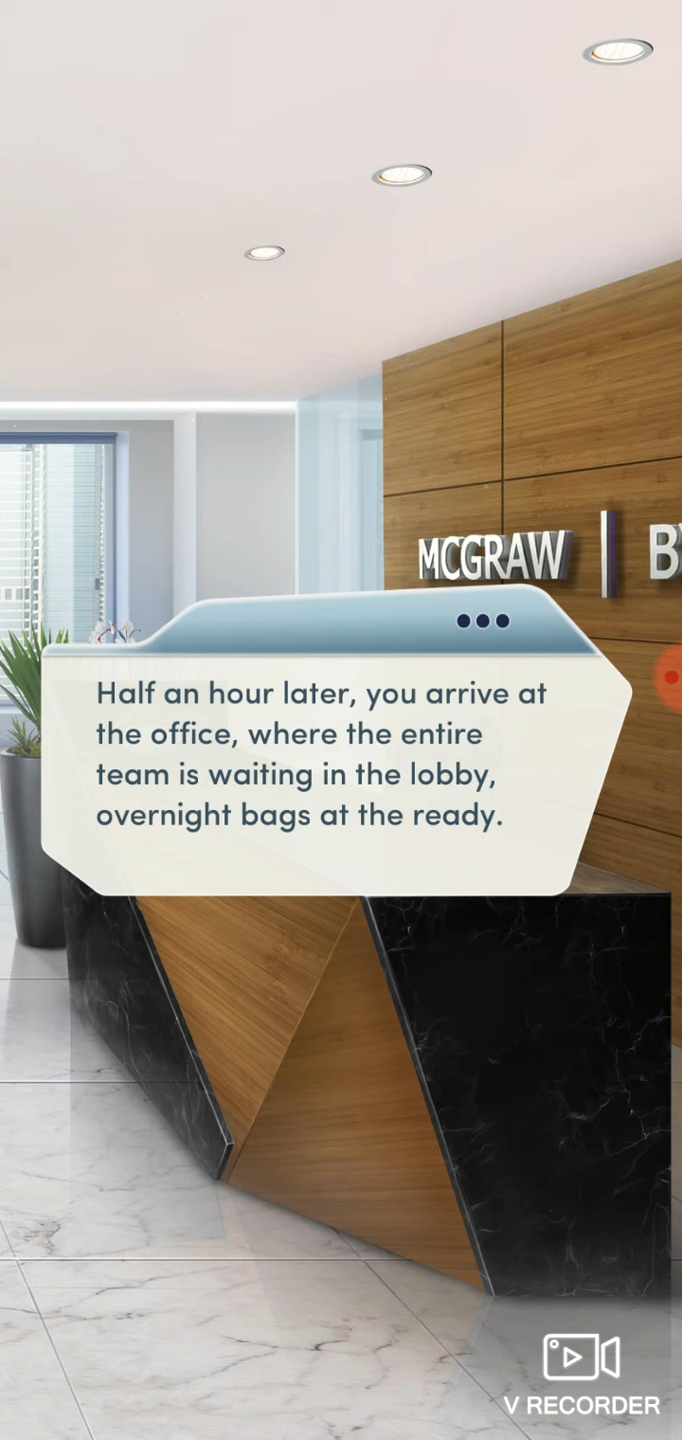 MCGRAW | B
Half an hour later, you arrive at
the office, where the entire
team is waiting in the lobby,
overnight bags at the ready.
V RECORDER